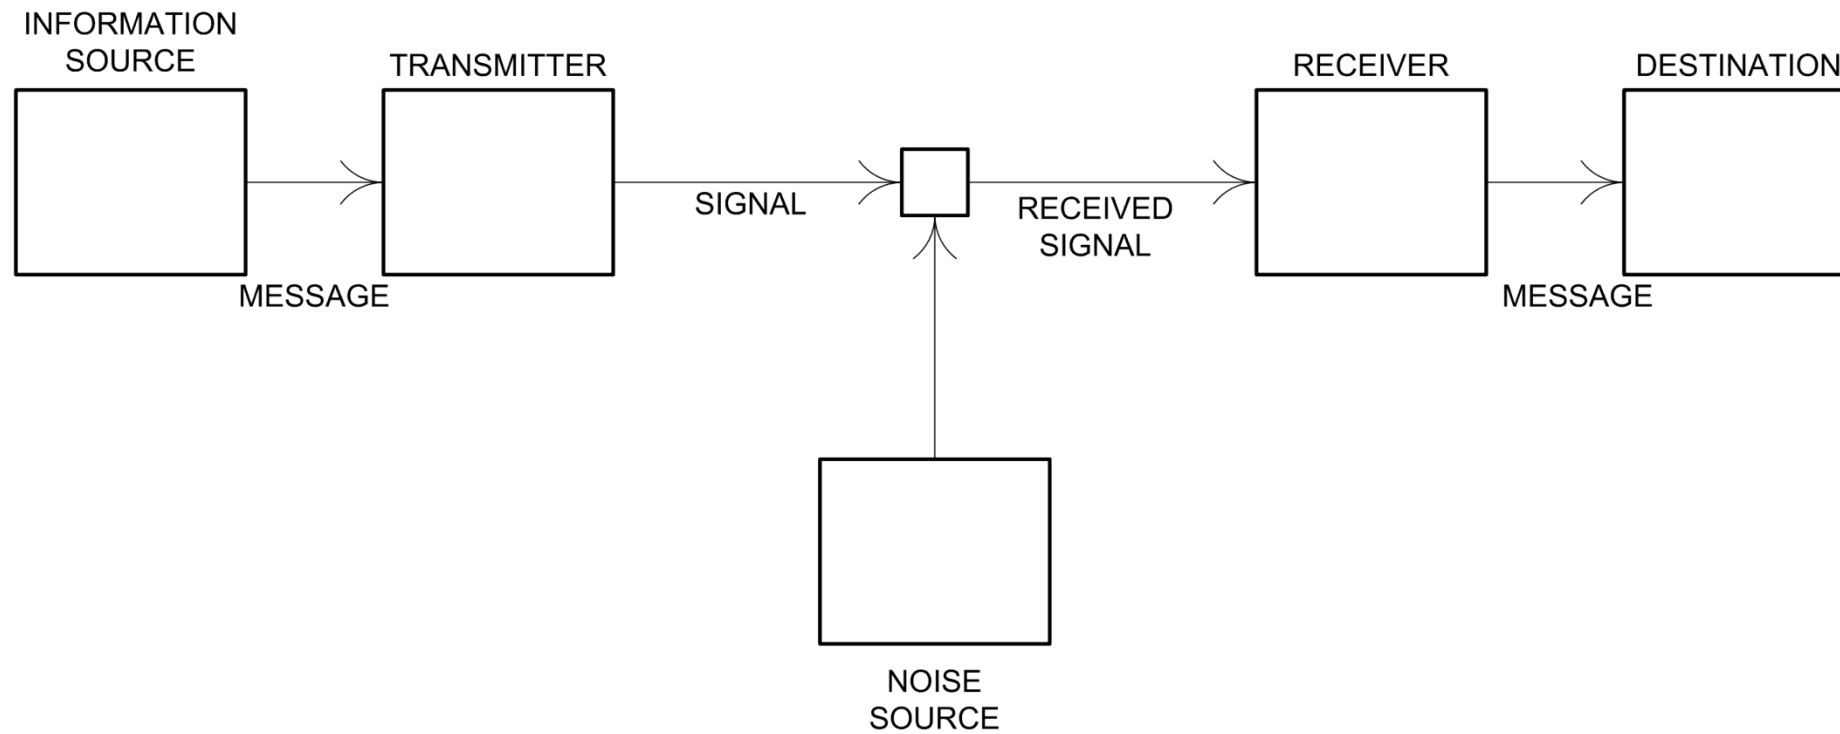 INFORMATION
SOURCE
TRANSMITTER
RECEIVER
DESTINATION
SIGNAL
RECEIVED
SIGNAL
MESSAGE
MESSAGE
NOISE
SOURCE